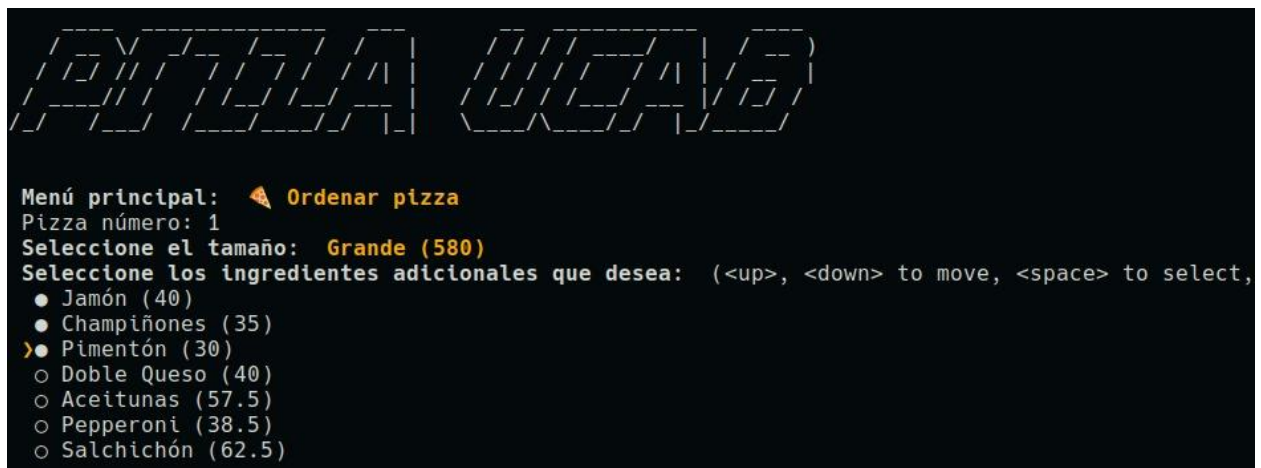 PIZZA UCAB
Menú principal: 🍕 Ordenar pizza
Pizza número: 1
Seleccione el tamaño: Grande (580)
Seleccione los ingredientes adicionales que desea: (<up>, <down> to move, <space> to select,
● Jamón (40)
● Champiñones (35)
❯● Pimentón (30)
○ Doble Queso (40)
○ Aceitunas (57.5)
○ Pepperoni (38.5)
○ Salchichón (62.5)